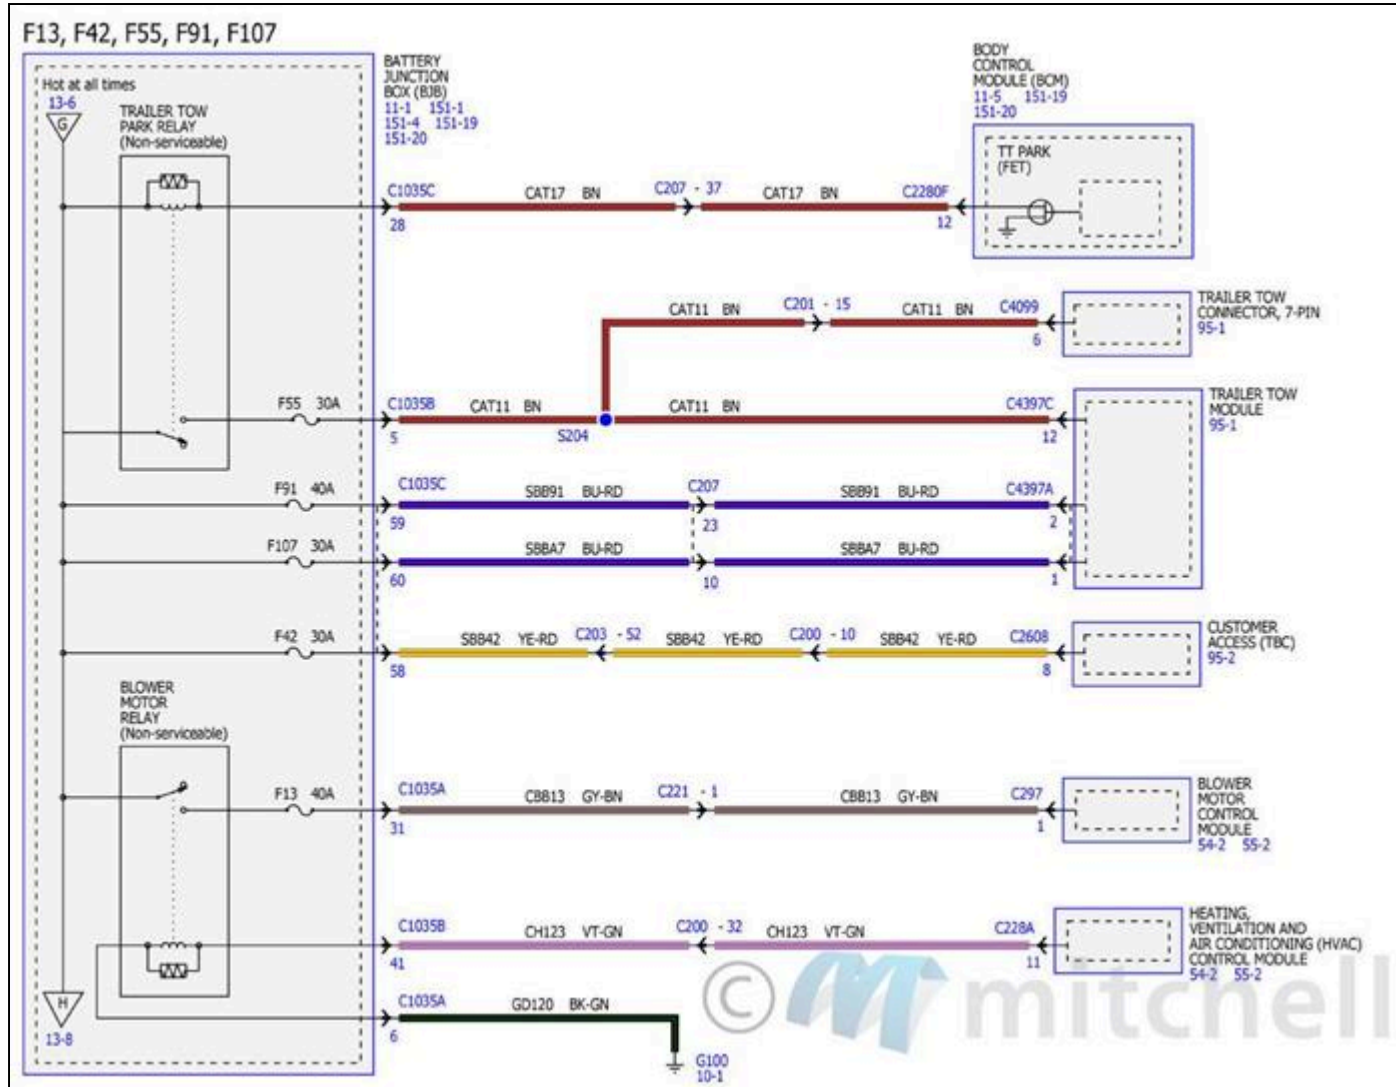 F13, F42, F55, F91, F107
Hot at all times
13-6
G
TRAILER TOW
PARK RELAY
(Non-serviceable)
BATTERY
JUNCTION
BOX (BJB)
11-1 151-1
151-4 151-19
151-20
BODY
CONTROL
MODULE (BCM)
11-5 151-19
151-20
TT PARK
(FET)
C1035C CAT17 BN C207 - 37 CAT17 BN C2280F
28 12
CAT11 BN C201 - 15 CAT11 BN C4099
6
TRAILER TOW
CONNECTOR, 7-PIN
95-1
F55 30A C1035B CAT11 BN CAT11 BN C4397C
5 S204 12
TRAILER TOW
MODULE
95-1
F91 40A C1035C SBB91 BU-RD C207 SBB91 BU-RD C4397A
59 23 2
F107 30A SBBA7 BU-RD SBBA7 BU-RD
60 10 1
F42 30A SBB42 YE-RD C203 - 52 SBB42 YE-RD C200 - 10 SBB42 YE-RD C2608
58 8
CUSTOMER
ACCESS (TBC)
95-2
BLOWER
MOTOR
RELAY
(Non-serviceable)
F13 40A C1035A CBB13 GY-BN C221 - 1 CBB13 GY-BN C297
31 1
BLOWER
MOTOR
CONTROL
MODULE
54-2 55-2
C1035B CH123 VT-GN C200 - 32 CH123 VT-GN C228A
41 11
HEATING,
VENTILATION AND
AIR CONDITIONING (HVAC)
CONTROL MODULE
54-2 55-2
H
13-8
C1035A GD120 BK-GN
6
G100
10-1
© mitchell